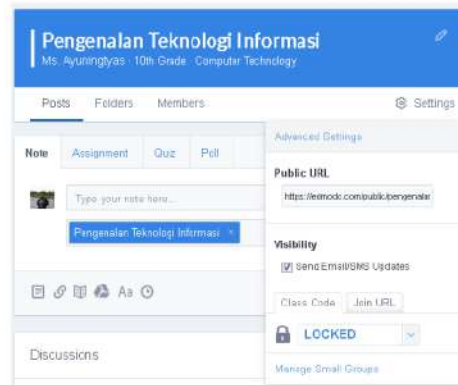 Pengenalan Teknologi Informasi
Ms. Ayuningtyas · 10th Grade · Computer Technology
Posts Folders Members Settings
Note Assignment Quiz Poll
Type your note here...
Pengenalan Teknologi Informasi ×
Aa
Discussions
Advanced Settings
Public URL
https://edmodo.com/public/pengenalan
Visibility
Send Email/SMS Updates
Class Code Join URL
LOCKED
Manage Small Groups